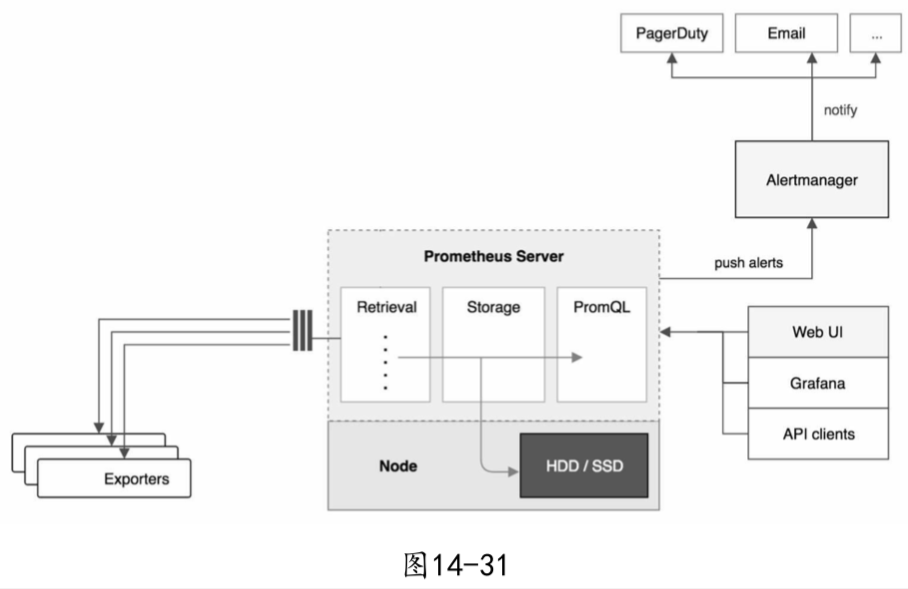 PagerDuty
Email
...
notify
Alertmanager
push alerts
Prometheus Server
Retrieval
Storage
PromQL
Web UI
Grafana
API clients
Exporters
Node
HDD / SSD
图14-31